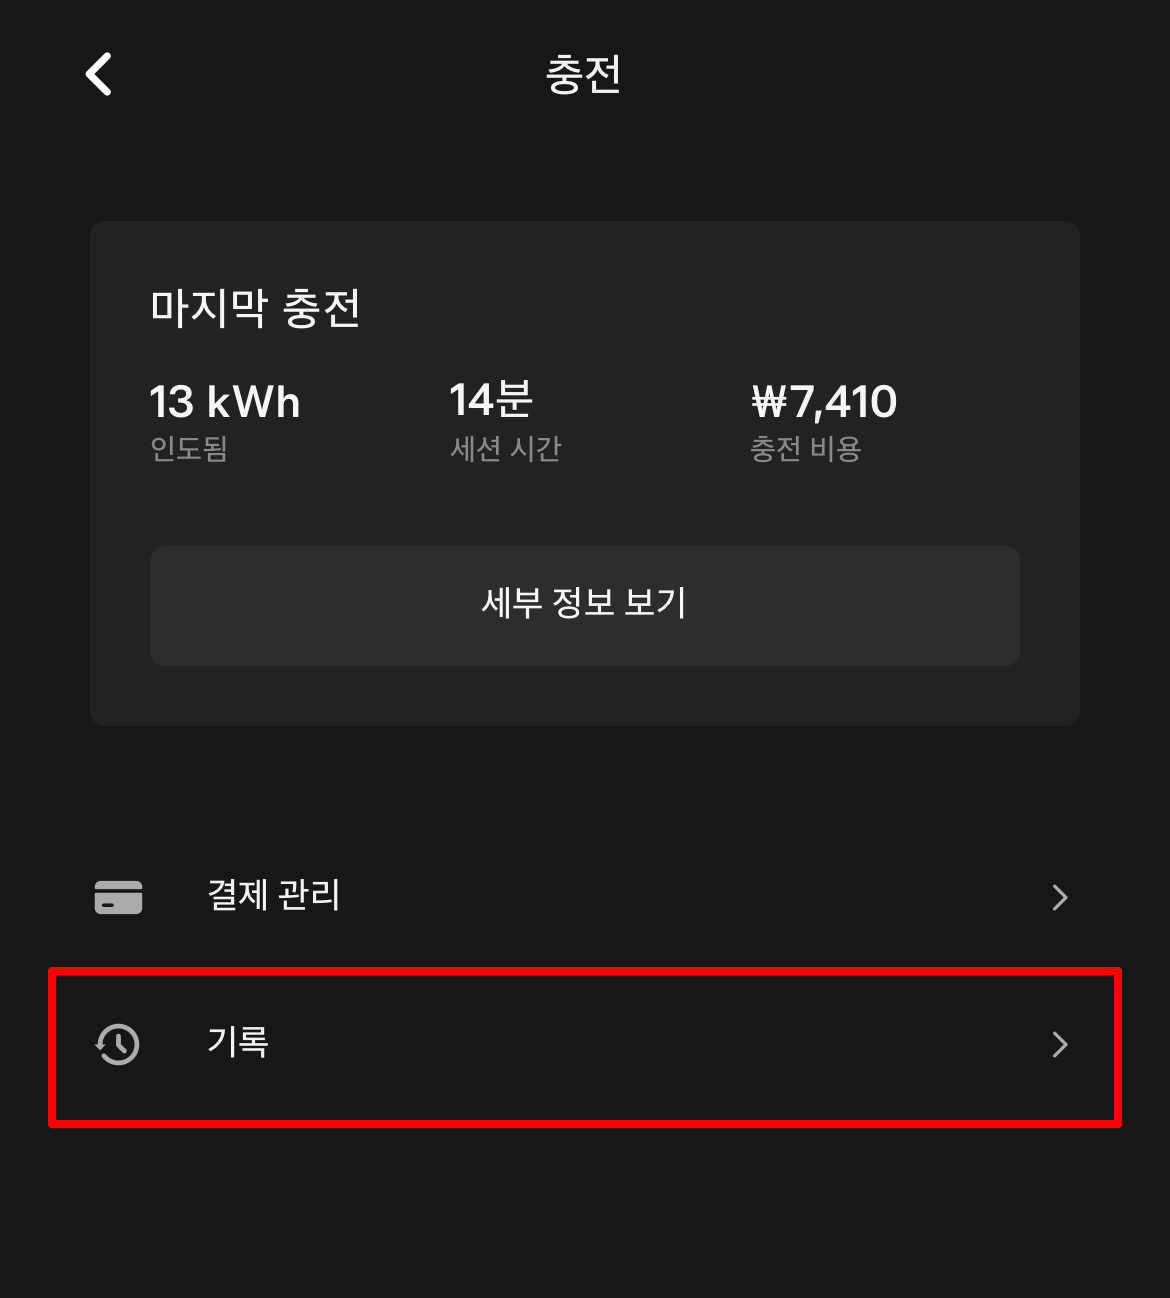 충전
마지막 충전
13 kWh 14분 ₩7,410
인도됨 세션 시간 충전 비용
세부 정보 보기
결제 관리
기록